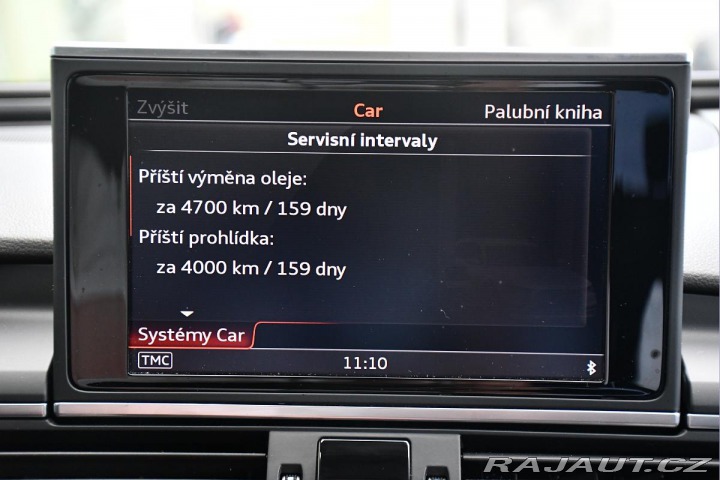 Zvýšit Car Palubní kniha
Servisní intervaly
Příští výměna oleje:
za 4700 km / 159 dny
Příští prohlídka:
za 4000 km / 159 dny
Systémy Car
TMC 11:10
RAJAUT.CZ